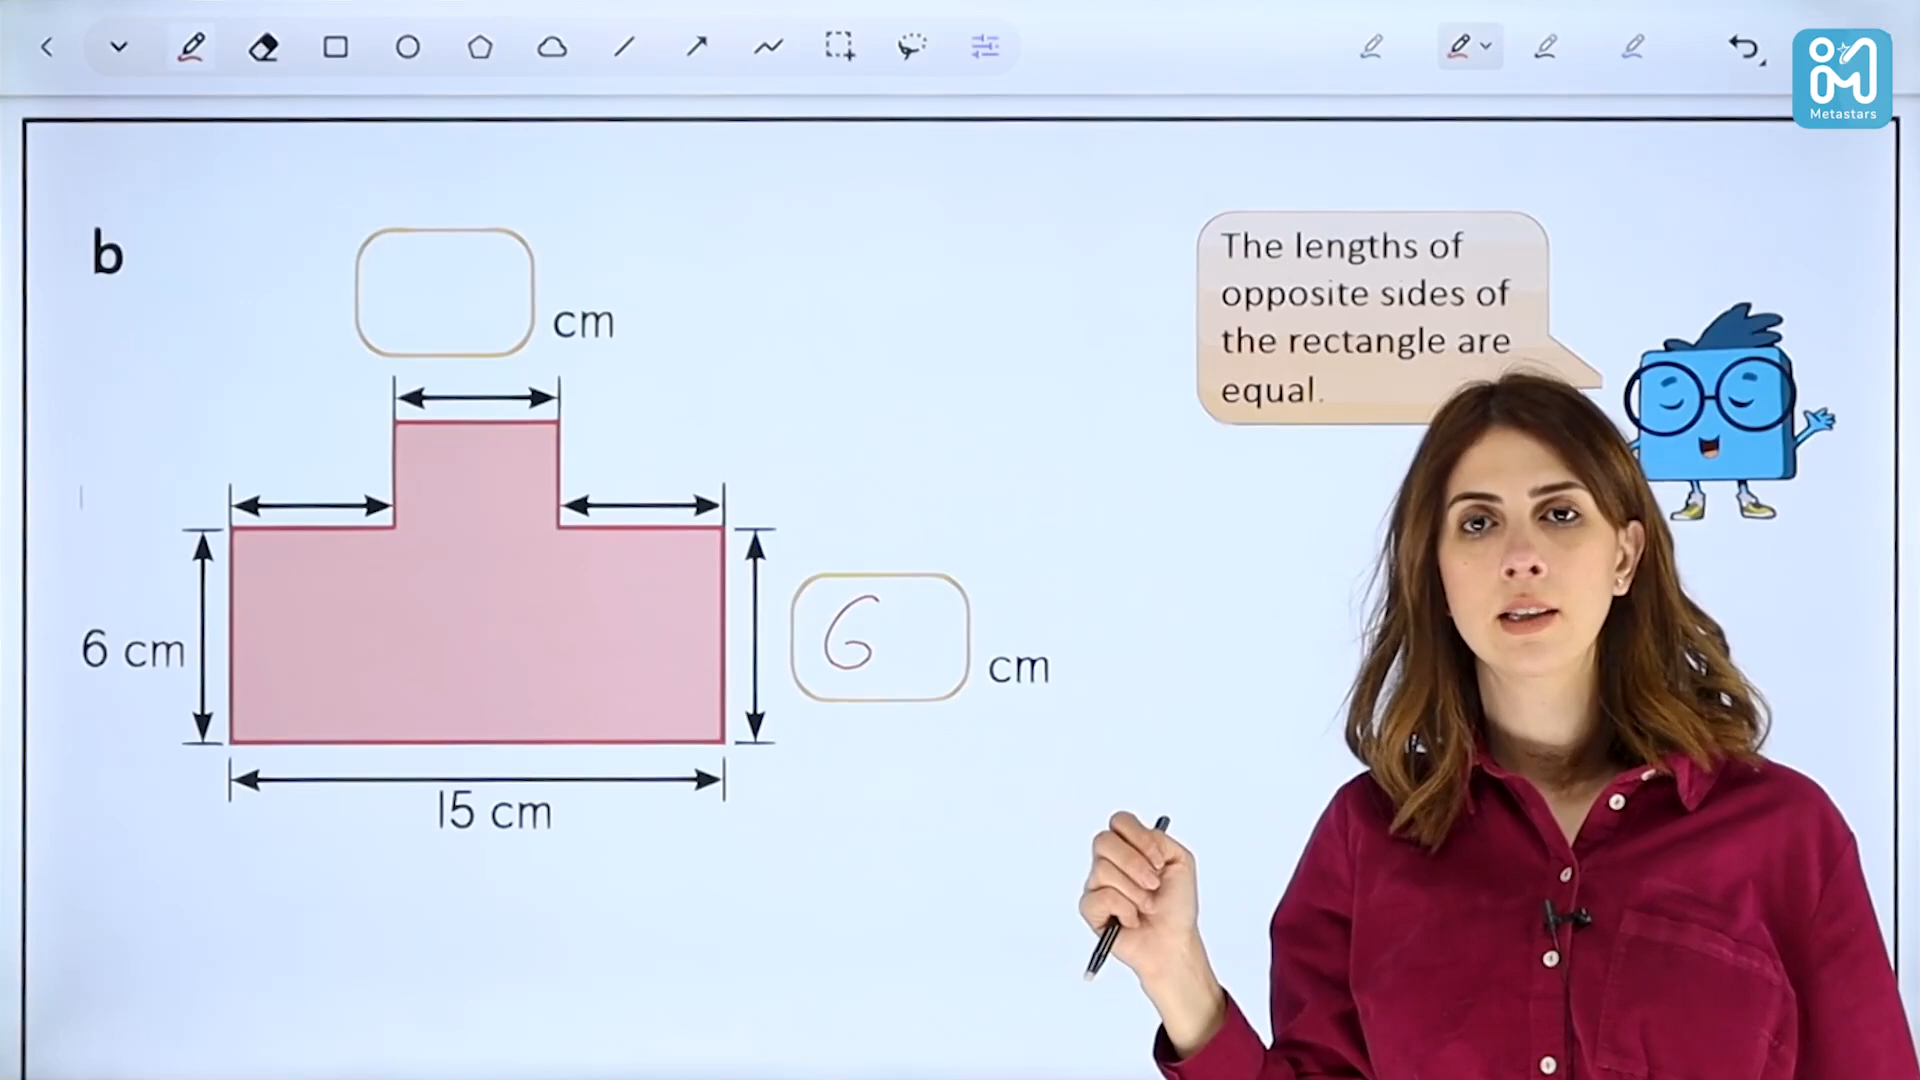 Metastars
b
cm
The lengths of
opposite sides of
the rectangle are
equal.
6 cm
6
cm
15 cm